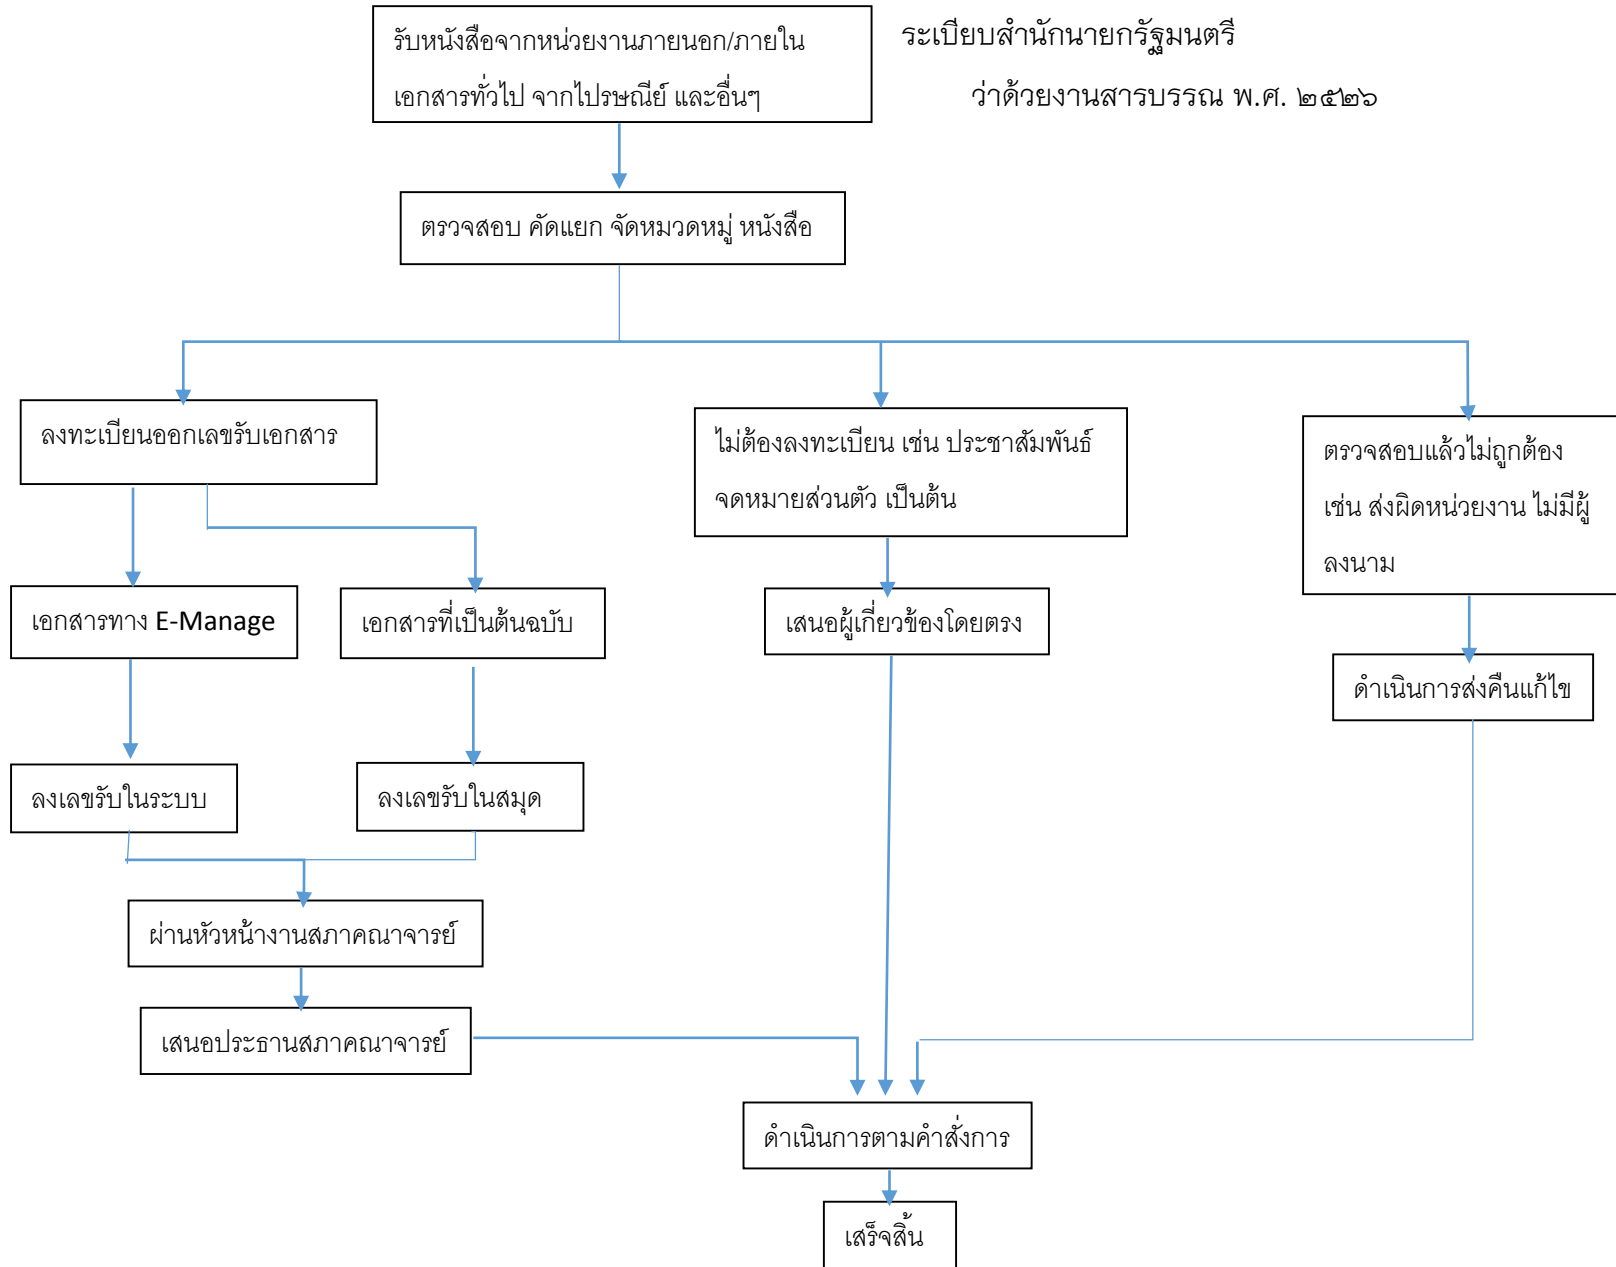 รับหนังสือจากหน่วยงานภายนอก/ภายใน
เอกสารทั่วไป จากไปรษณีย์ และอื่นๆ
ระเบียบสำนักนายกรัฐมนตรี
ว่าด้วยงานสารบรรณ พ.ศ. ๒๕๒๖
ตรวจสอบ คัดแยก จัดหมวดหมู่ หนังสือ
ลงทะเบียนออกเลขรับเอกสาร
ไม่ต้องลงทะเบียน เช่น ประชาสัมพันธ์
จดหมายส่วนตัว เป็นต้น
ตรวจสอบแล้วไม่ถูกต้อง
เช่น ส่งผิดหน่วยงาน ไม่มีผู้
ลงนาม
เอกสารทาง E-Manage
เอกสารที่เป็นต้นฉบับ
เสนอผู้เกี่ยวข้องโดยตรง
ดำเนินการส่งคืนแก้ไข
ลงเลขรับในระบบ
ลงเลขรับในสมุด
ผ่านหัวหน้างานสภาคณาจารย์
เสนอประธานสภาคณาจารย์
ดำเนินการตามคำสั่งการ
เสร็จสิ้น